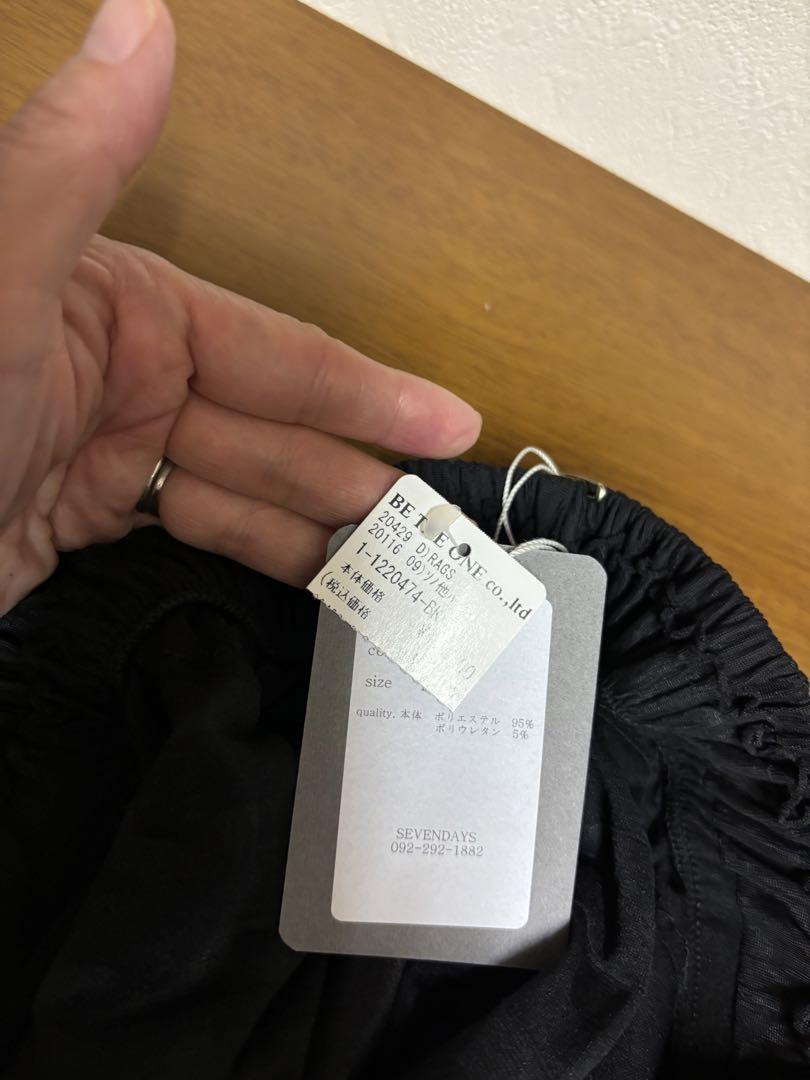 BE T E ONE co.,ltd
20429 D)RAGS
20116 09)ソノ他
1-1220474-BK
本体価格 ¥
(税込価格
size
quality. 本体 ポリエステル 95%
ポリウレタン 5%
SEVENDAYS
092-292-1882